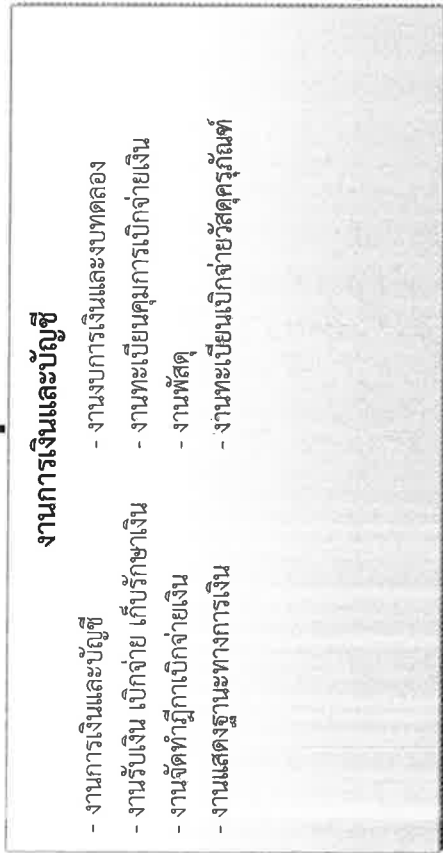 งานการเงินและบัญชี
- งานการเงินและบัญชี
- งานรับเงิน เบิกจ่าย เก็บรักษาเงิน
- งานจัดทำฎีกาเบิกจ่ายเงิน
- งานแสดงฐานะทางการเงิน
- งานงบการเงินและงบทดลอง
- งานทะเบียนคุมการเบิกจ่ายเงิน
- งานพัสดุ
- งานทะเบียนเบิกจ่ายวัสดุครุภัณฑ์